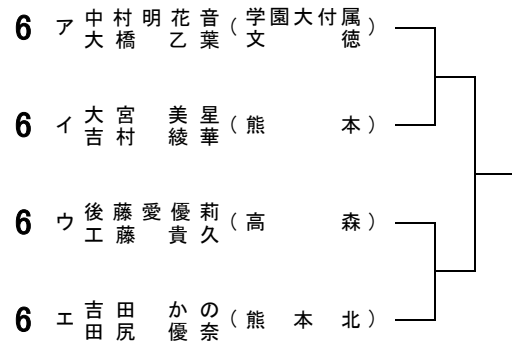 6 ア 中村明花音 (学園大付属
大橋 乙葉 文徳)
6 イ 大宮 美星 (熊本)
吉村 綾華
6 ウ 後藤愛優莉 (高森)
工藤 貴久
6 エ 吉田 かの (熊本北)
田尻 優奈